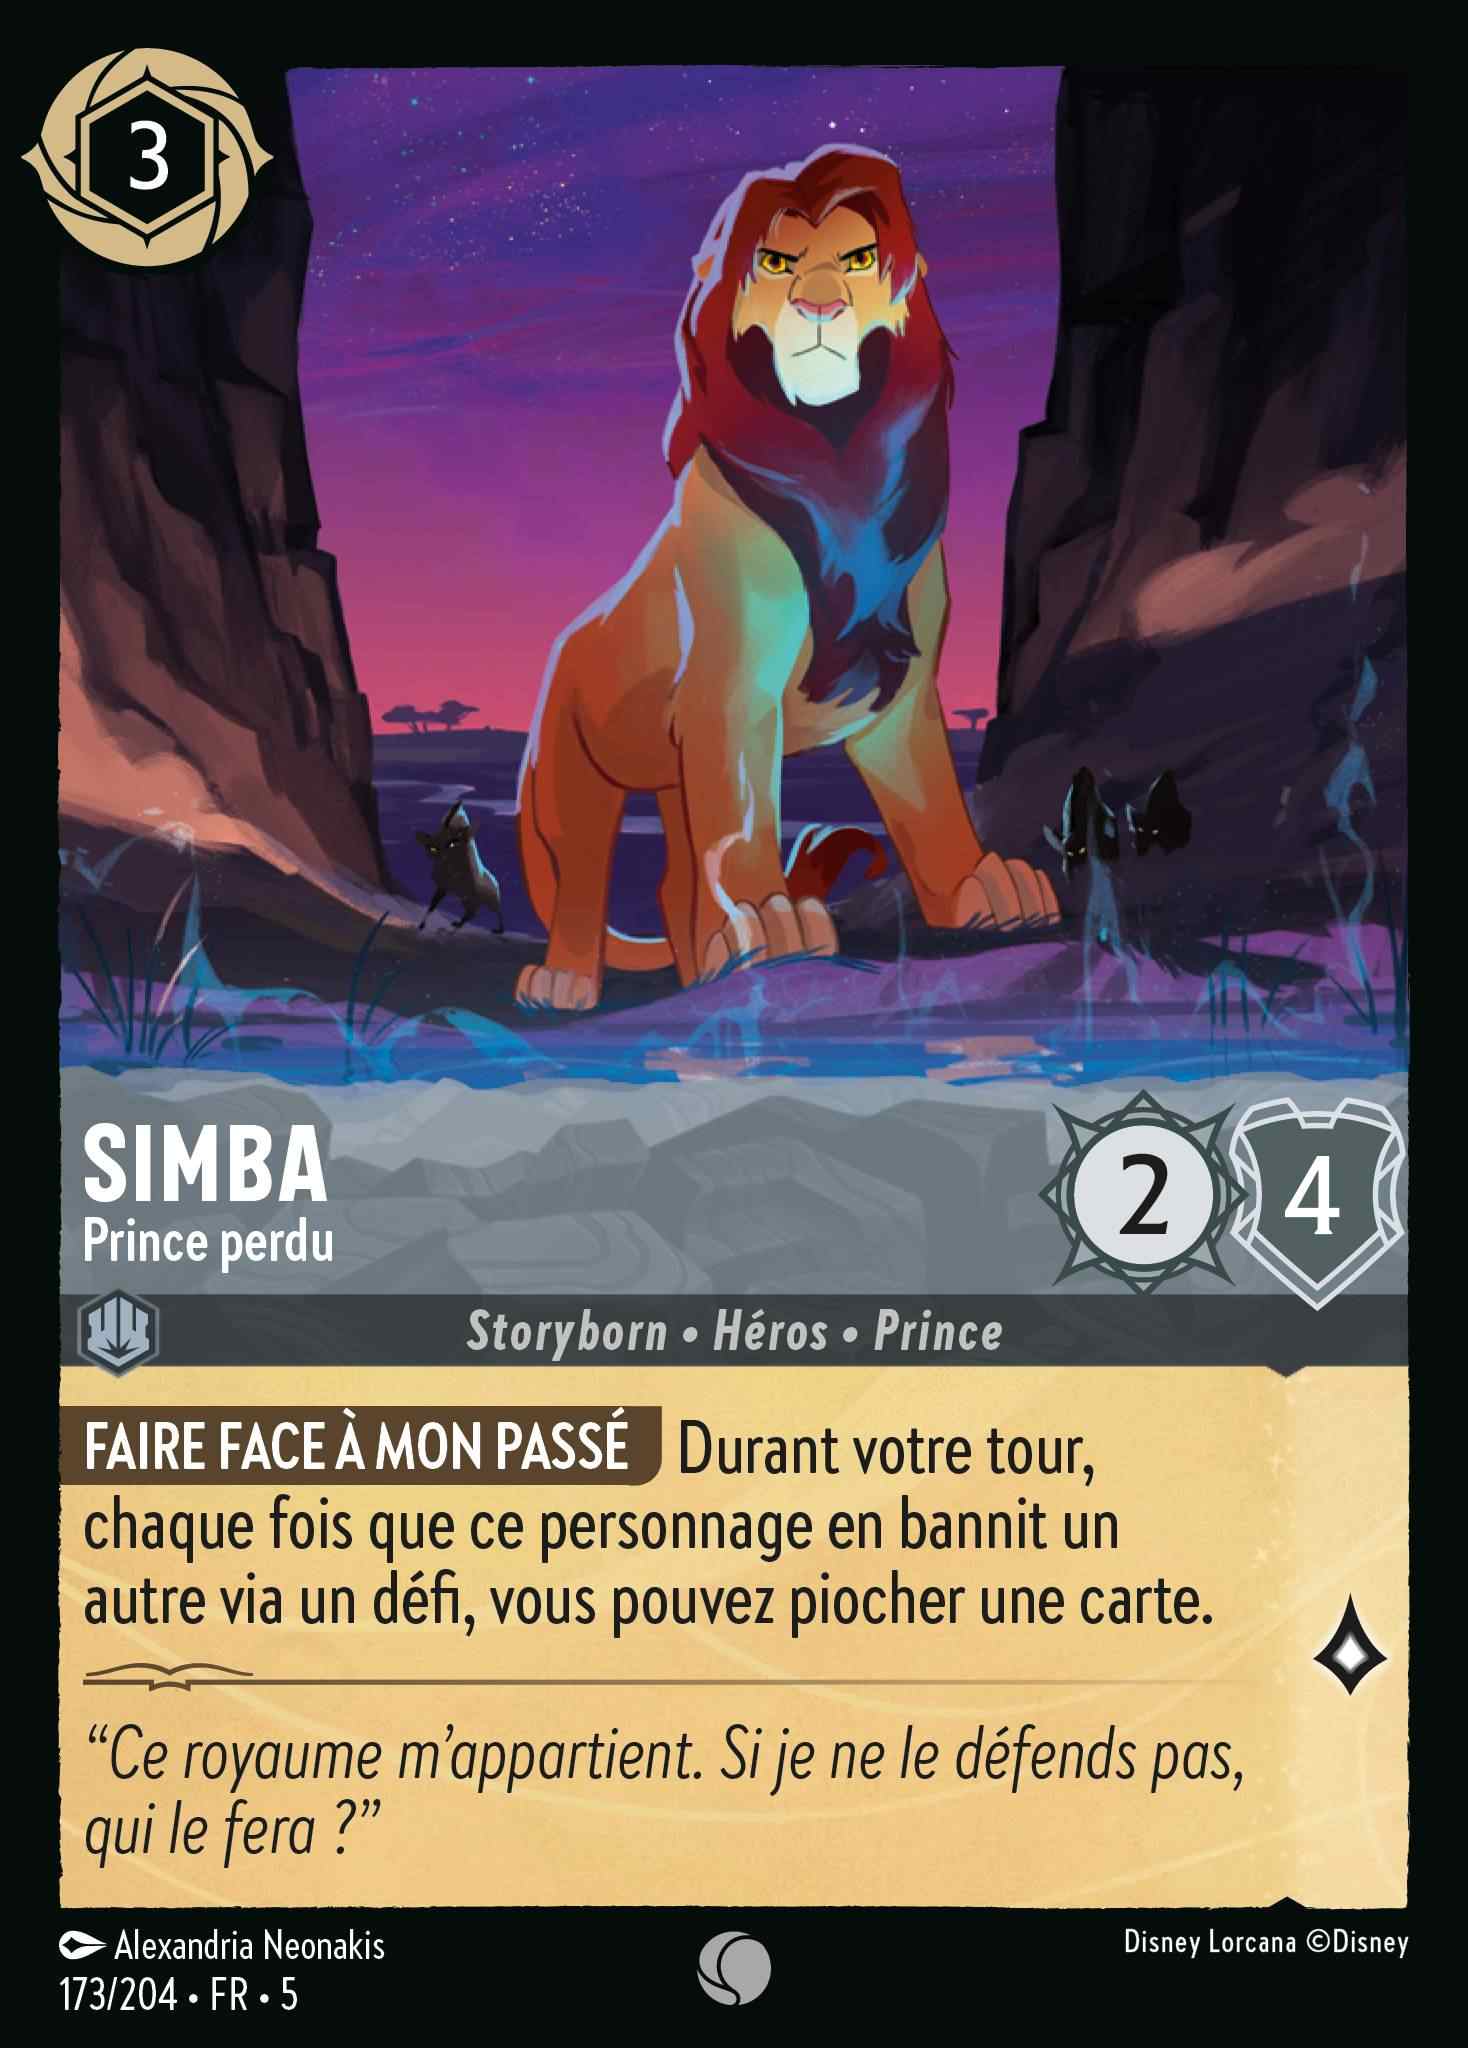 3
SIMBA
Prince perdu
2
4
Storyborn • Héros • Prince
FAIRE FACE À MON PASSÉ Durant votre tour,
chaque fois que ce personnage en bannit un
autre via un défi, vous pouvez piocher une carte.
“Ce royaume m’appartient. Si je ne le défends pas,
qui le fera ?”
Alexandria Neonakis
Disney Lorcana ©Disney
173/204 • FR • 5